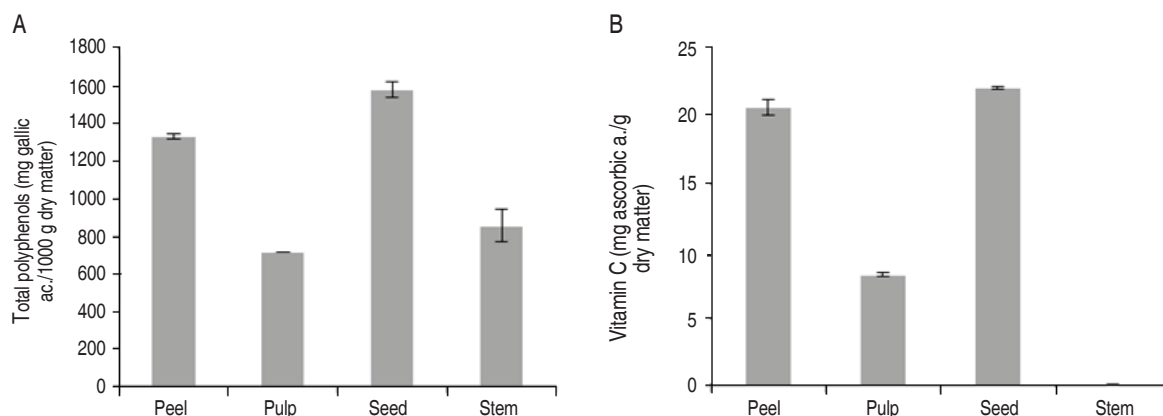 A
Total polyphenols (mg gallic
ac./1000 g dry matter)
1800
1600
1400
1200
1000
800
600
400
200
0
Peel
Pulp
Seed
Stem
B
Vitamin C (mg ascorbic a./g
dry matter)
25
20
15
10
5
0
Peel
Pulp
Seed
Stem